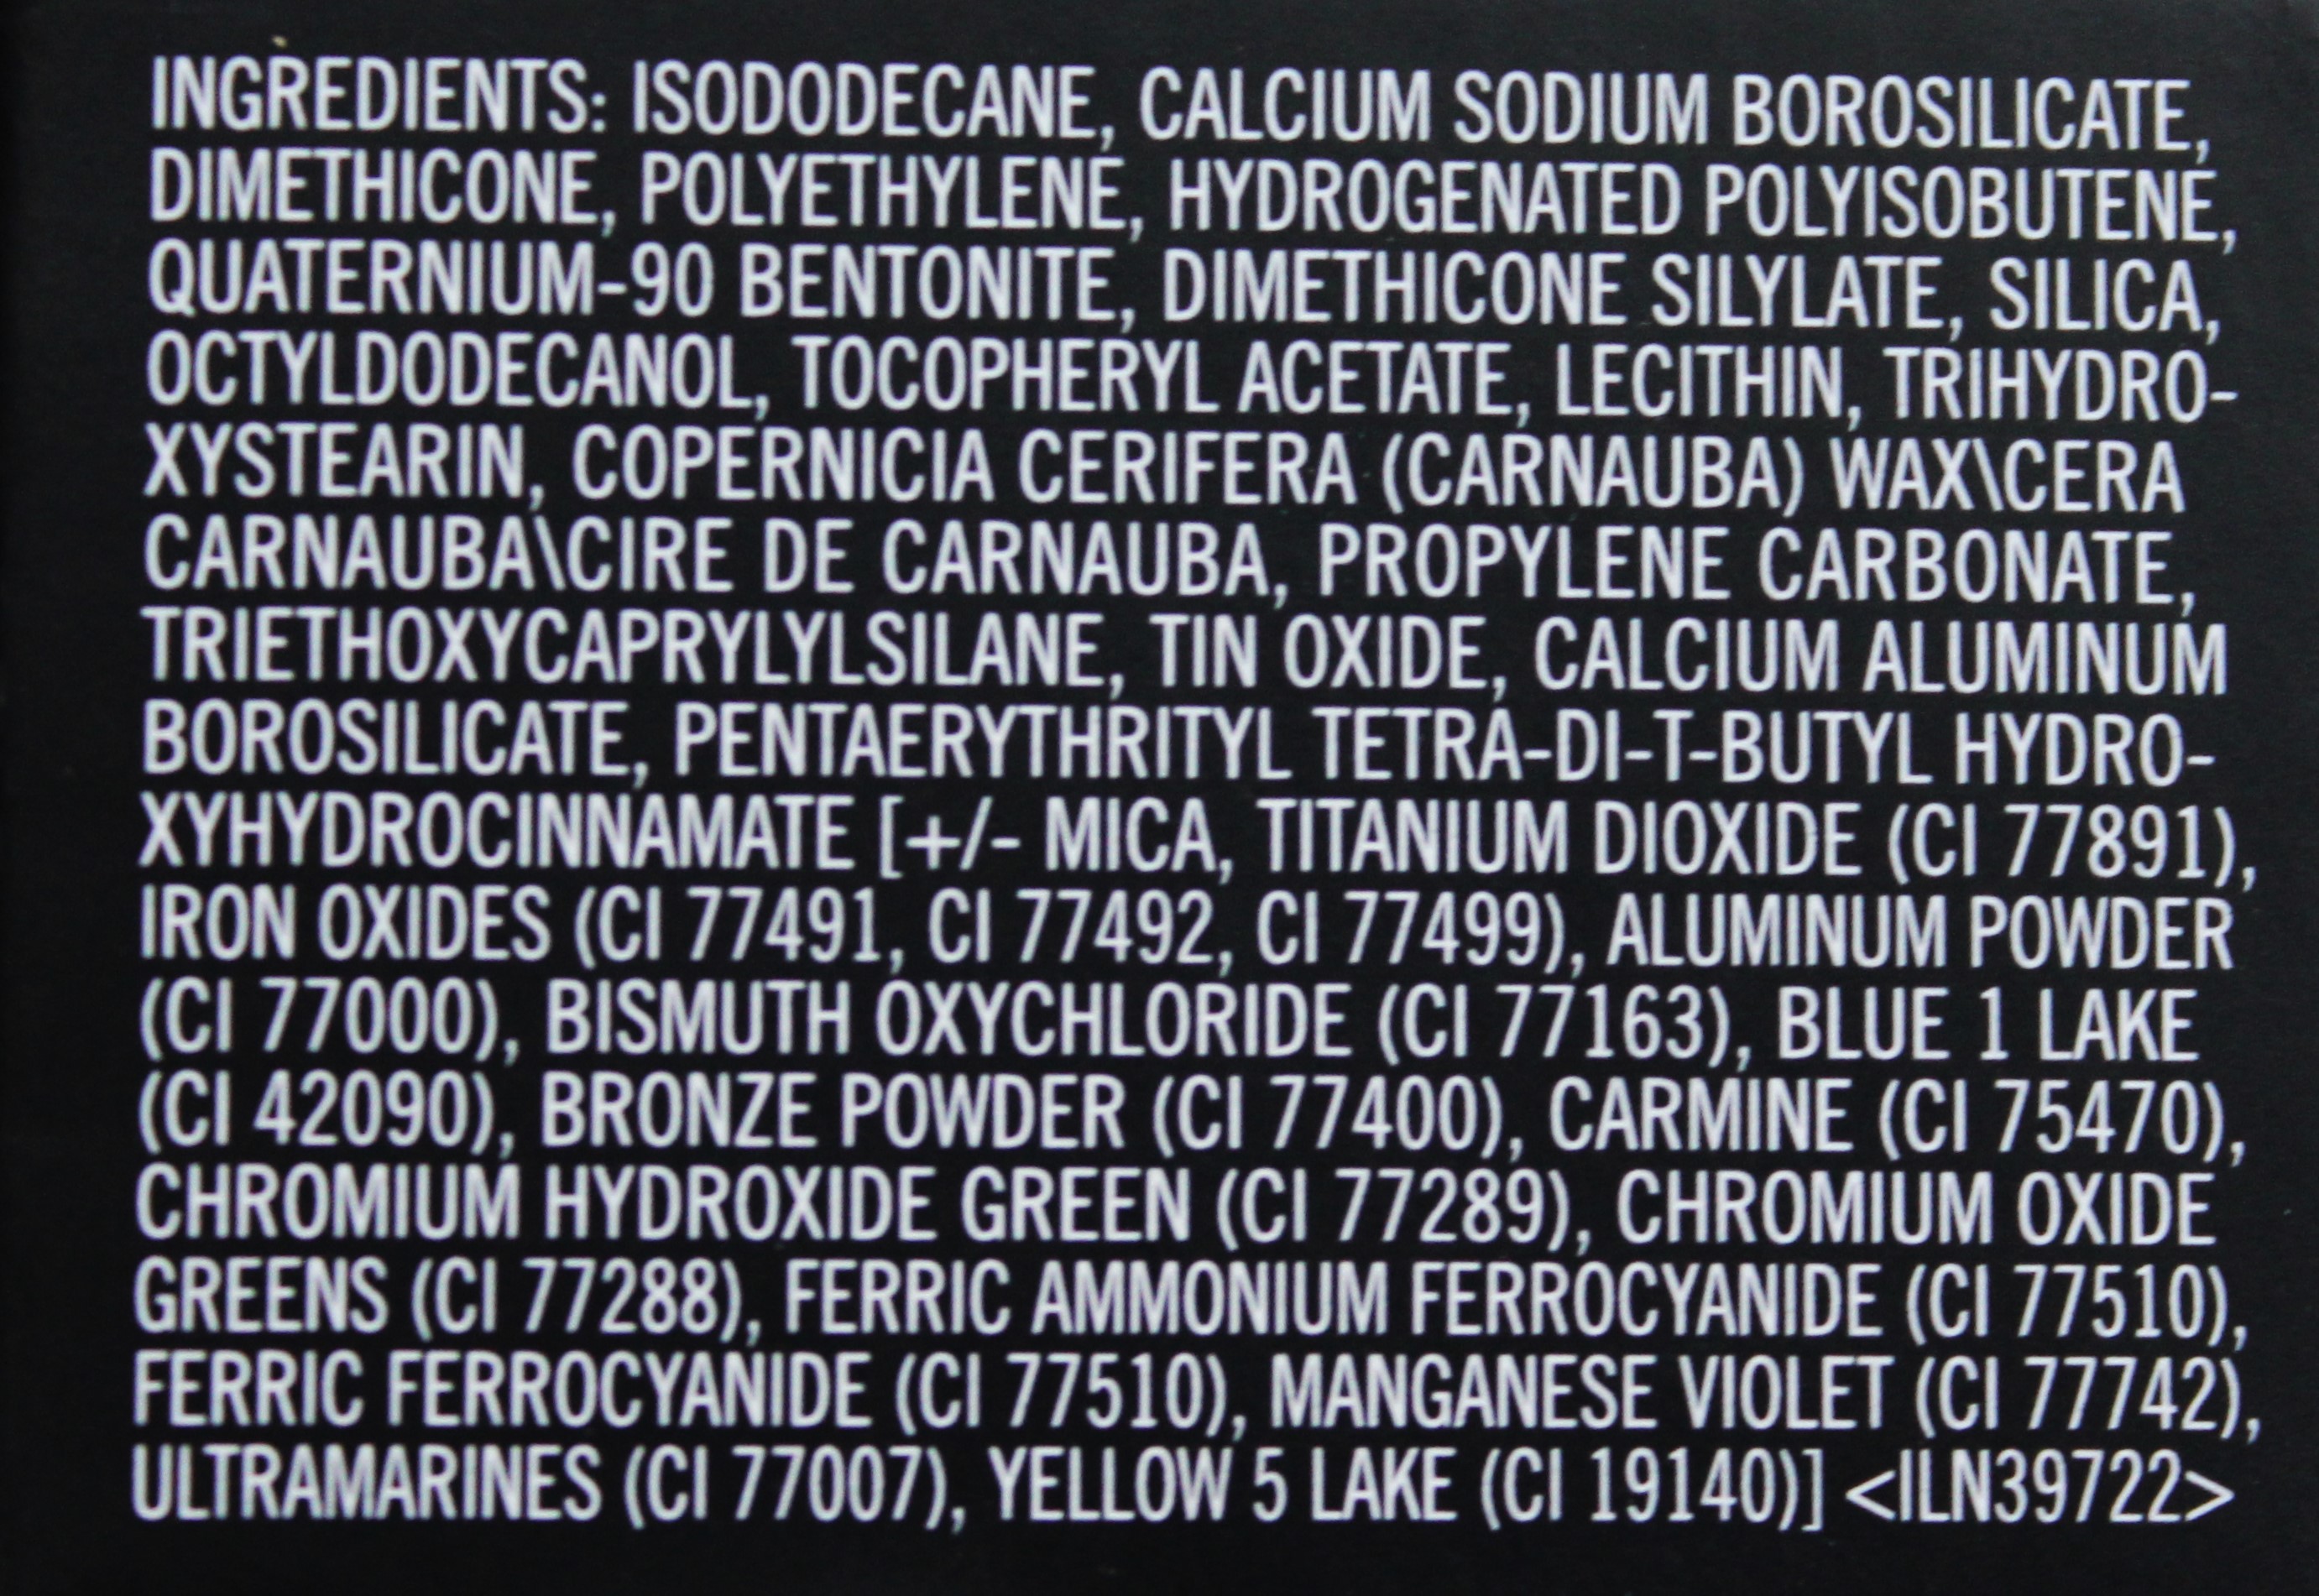 INGREDIENTS: ISODODECANE, CALCIUM SODIUM BOROSILICATE,
DIMETHICONE, POLYETHYLENE, HYDROGENATED POLYISOBUTENE,
QUATERNIUM-90 BENTONITE, DIMETHICONE SILYLATE, SILICA,
OCTYLDODECANOL, TOCOPHERYL ACETATE, LECITHIN, TRIHYDRO-
XYSTEARIN, COPERNICIA CERIFERA (CARNAUBA) WAX\CERA
CARNAUBA\CIRE DE CARNAUBA, PROPYLENE CARBONATE,
TRIETHOXYCAPRYLYLSILANE, TIN OXIDE, CALCIUM ALUMINUM
BOROSILICATE, PENTAERYTHRITYL TETRA-DI-T-BUTYL HYDRO-
XYHYDROCINNAMATE [+/- MICA, TITANIUM DIOXIDE (CI 77891),
IRON OXIDES (CI 77491, CI 77492, CI 77499), ALUMINUM POWDER
(CI 77000), BISMUTH OXYCHLORIDE (CI 77163), BLUE 1 LAKE
(CI 42090), BRONZE POWDER (CI 77400), CARMINE (CI 75470),
CHROMIUM HYDROXIDE GREEN (CI 77289), CHROMIUM OXIDE
GREENS (CI 77288), FERRIC AMMONIUM FERROCYANIDE (CI 77510),
FERRIC FERROCYANIDE (CI 77510), MANGANESE VIOLET (CI 77742),
ULTRAMARINES (CI 77007), YELLOW 5 LAKE (CI 19140)] <ILN39722>